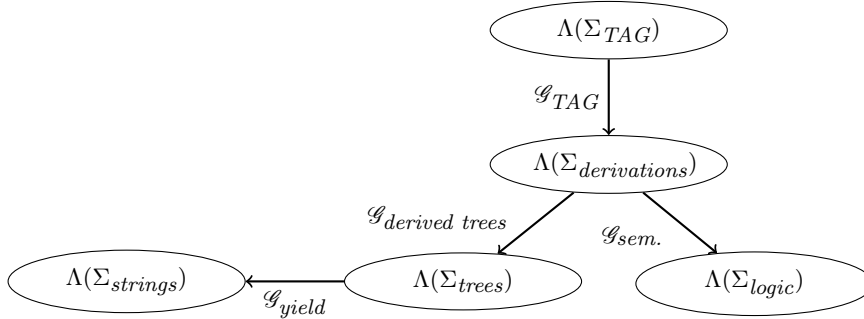 Λ(Σ_TAG)
𝒢_TAG
Λ(Σ_derivations)
𝒢_derived trees
𝒢_sem.
Λ(Σ_strings)
𝒢_yield
Λ(Σ_trees)
Λ(Σ_logic)